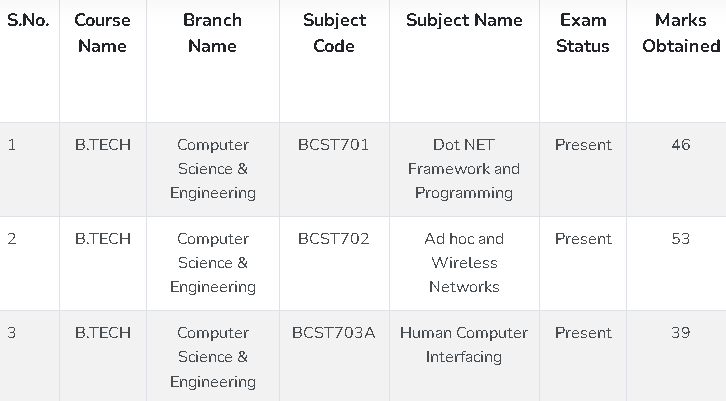 S.No. Course Name Branch Name Subject Code Subject Name Exam Status Marks Obtained
1 B.TECH Computer Science & Engineering BCST701 Dot NET Framework and Programming Present 46
2 B.TECH Computer Science & Engineering BCST702 Ad hoc and Wireless Networks Present 53
3 B.TECH Computer Science & Engineering BCST703A Human Computer Interfacing Present 39